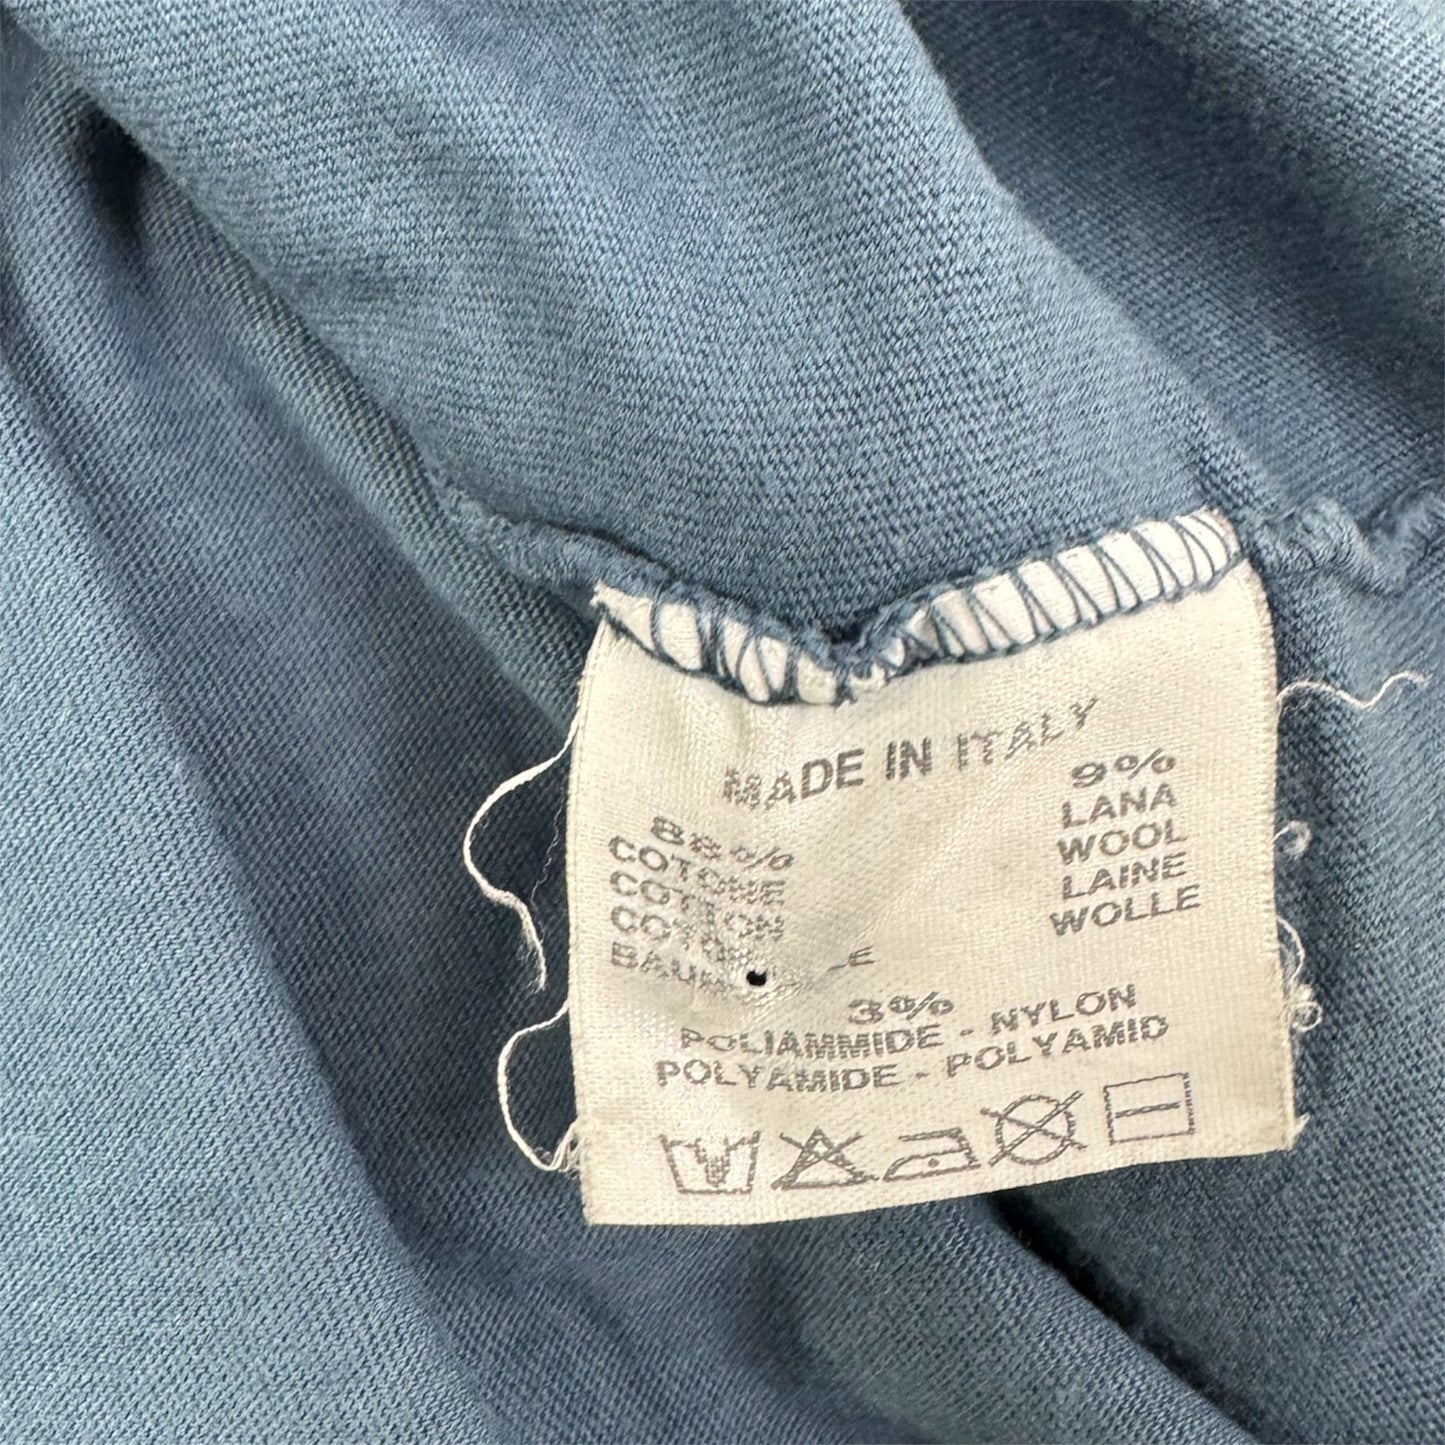 MADE IN ITALY
88%
COTONE
COTTON
COTON
9%
LANA
WOOL
LAINE
WOLLE
3%
POLIAMMIDE - NYLON
POLYAMIDE - POLYAMID